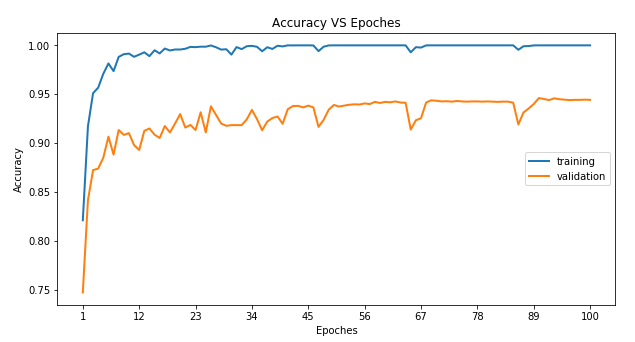 Accuracy VS Epoches
Accuracy
1.00
0.95
0.90
0.85
0.80
0.75
training
validation
1 12 23 34 45 56 67 78 89 100
Epoches